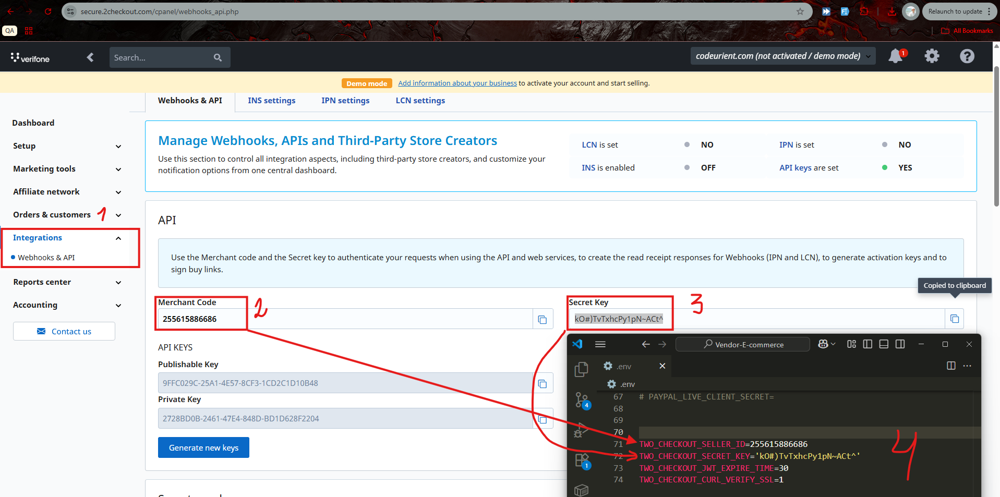 secure.2checkout.com/cpanel/webhooks_api.php
Relaunch to update
QA
All Bookmarks
verifone
Search...
codeurient.com (not activated / demo mode)
1
Demo mode Add information about your business to activate your account and start selling.
Webhooks & API
INS settings
IPN settings
LCN settings
Dashboard
Setup
Marketing tools
Affiliate network
Orders & customers
1
Integrations
Webhooks & API
Reports center
Accounting
Contact us
Manage Webhooks, APIs and Third-Party Store Creators
Use this section to control all integration aspects, including third-party store creators, and customize your
notification options from one central dashboard.
LCN is set NO
IPN is set NO
INS is enabled OFF
API keys are set YES
API
Use the Merchant code and the Secret key to authenticate your requests when using the API and web services, to create the read receipt responses for Webhooks (IPN and LCN), to generate activation keys and to
sign buy links.
Copied to clipboard
Merchant Code
2
255615886686
Secret Key
3
kO#)TvTxhcPy1pN~ACt^
API KEYS
Publishable Key
9FFC029C-25A1-4E57-8CF3-1CD2C1D10B48
Private Key
2728BD0B-2461-47E4-848D-BD1D628F2204
Generate new keys
Vendor-E-commerce
.env
.env
4
1
67 # PAYPAL_LIVE_CLIENT_SECRET=
68
69
70
71 TWO_CHECKOUT_SELLER_ID=255615886686
72 TWO_CHECKOUT_SECRET_KEY='kO#)TvTxhcPy1pN~ACt^'
73 TWO_CHECKOUT_JWT_EXPIRE_TIME=30
74 TWO_CHECKOUT_CURL_VERIFY_SSL=1
4